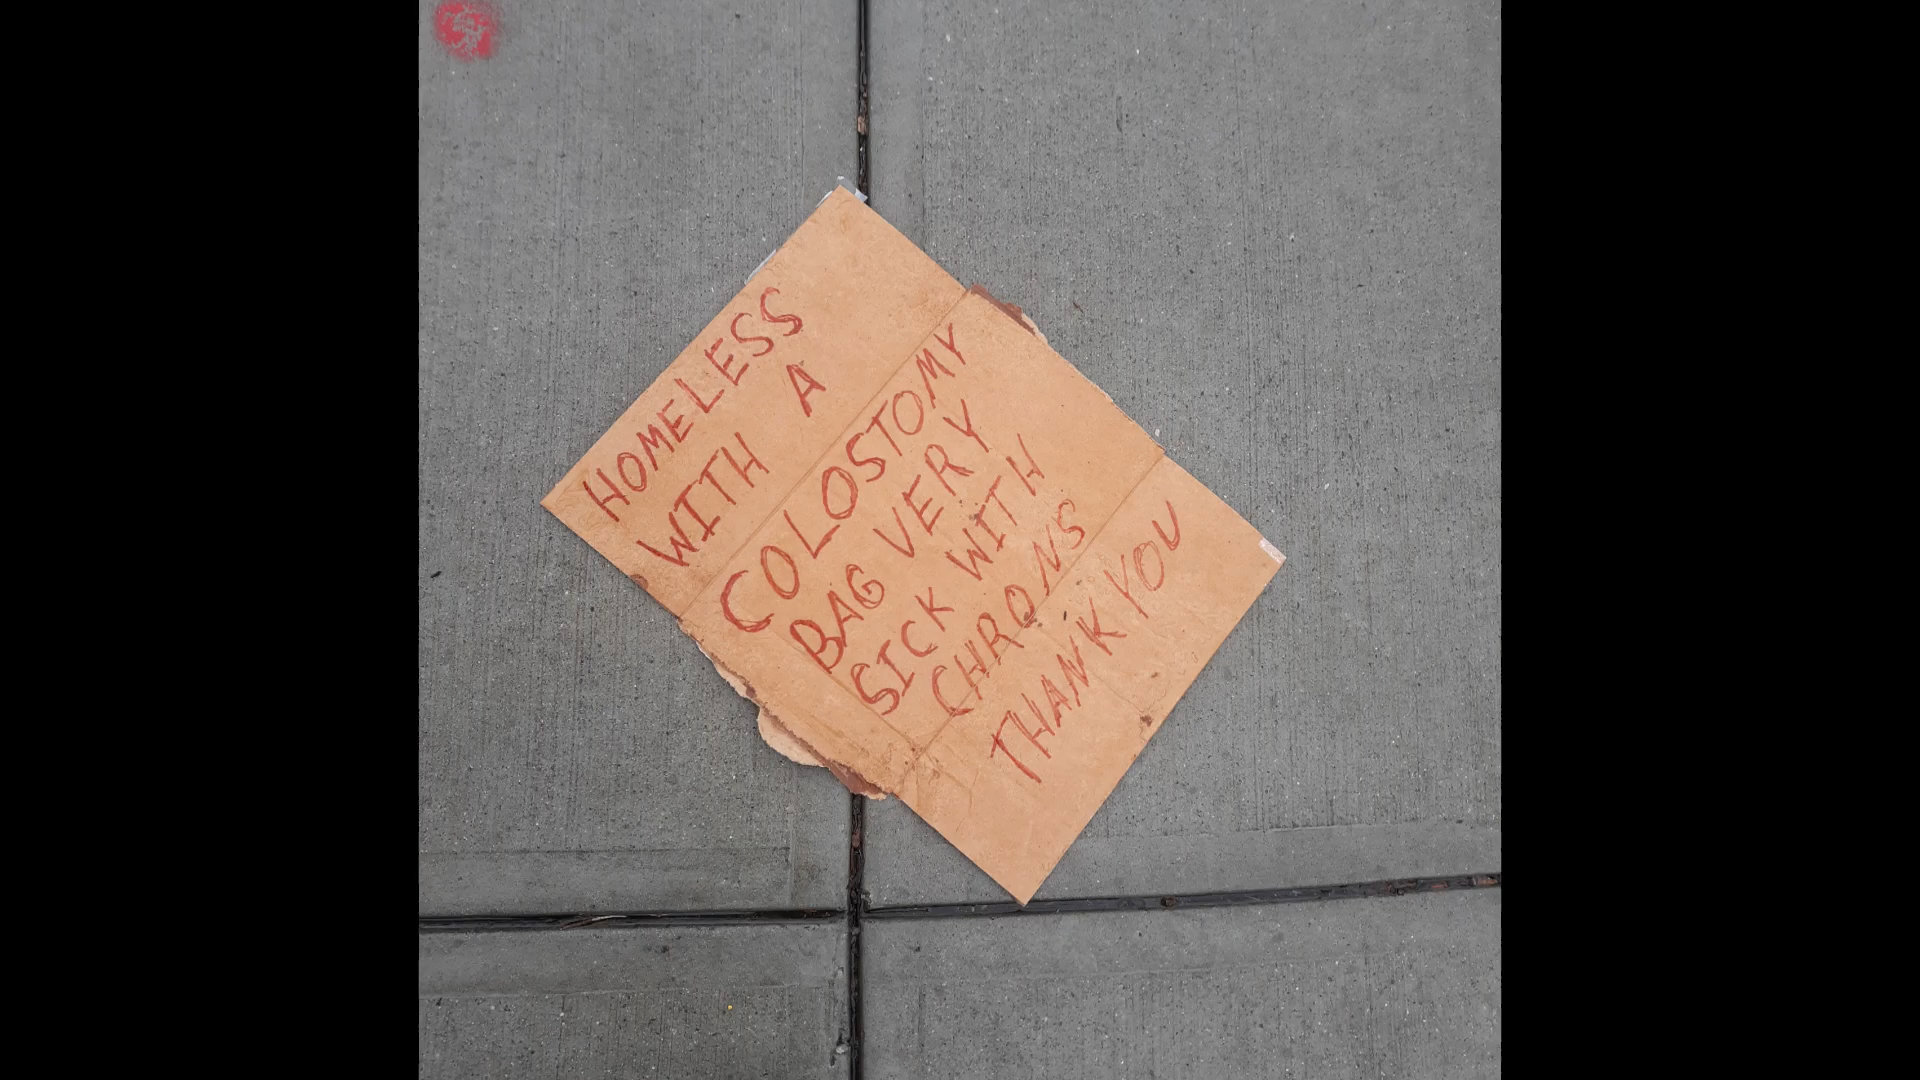 HOMELESS
WITH A
COLOSTOMY
BAG VERY
SICK WITH
CHRONS
THANK YOU